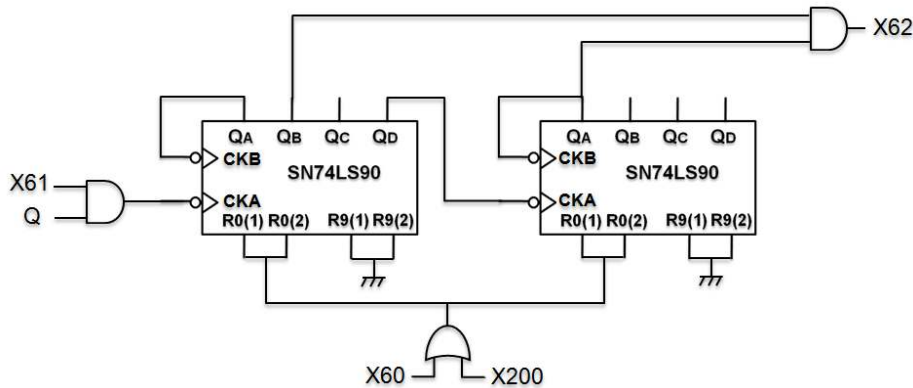 X62
QA QB QC QD
CKB
SN74LS90
CKA
R0(1) R0(2) R9(1) R9(2)
QA QB QC QD
CKB
SN74LS90
CKA
R0(1) R0(2) R9(1) R9(2)
X61
Q
X60 X200